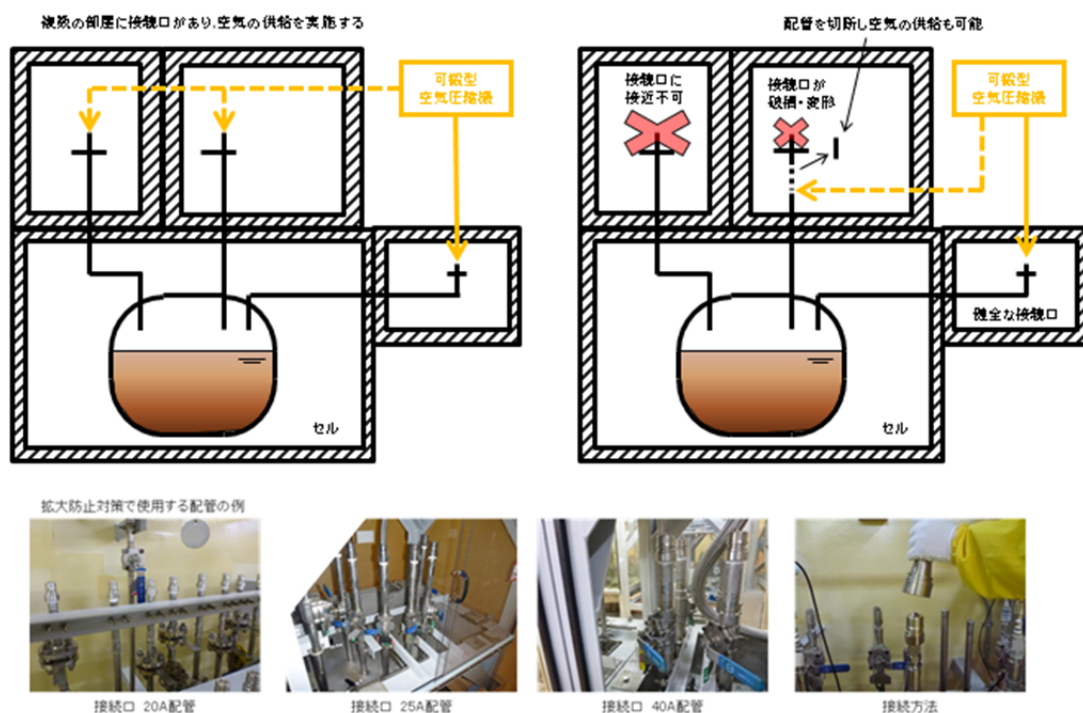 複数の部屋に接続口があり,空気の供給を実施する
可搬型
空気圧縮機
セル
配管を切断し空気の供給も可能
接続口に
接近不可
接続口が
破損・変形
可搬型
空気圧縮機
健全な接続口
セル
拡大防止対策で使用する配管の例
接続口 20A配管
接続口 25A配管
接続口 40A配管
接続方法